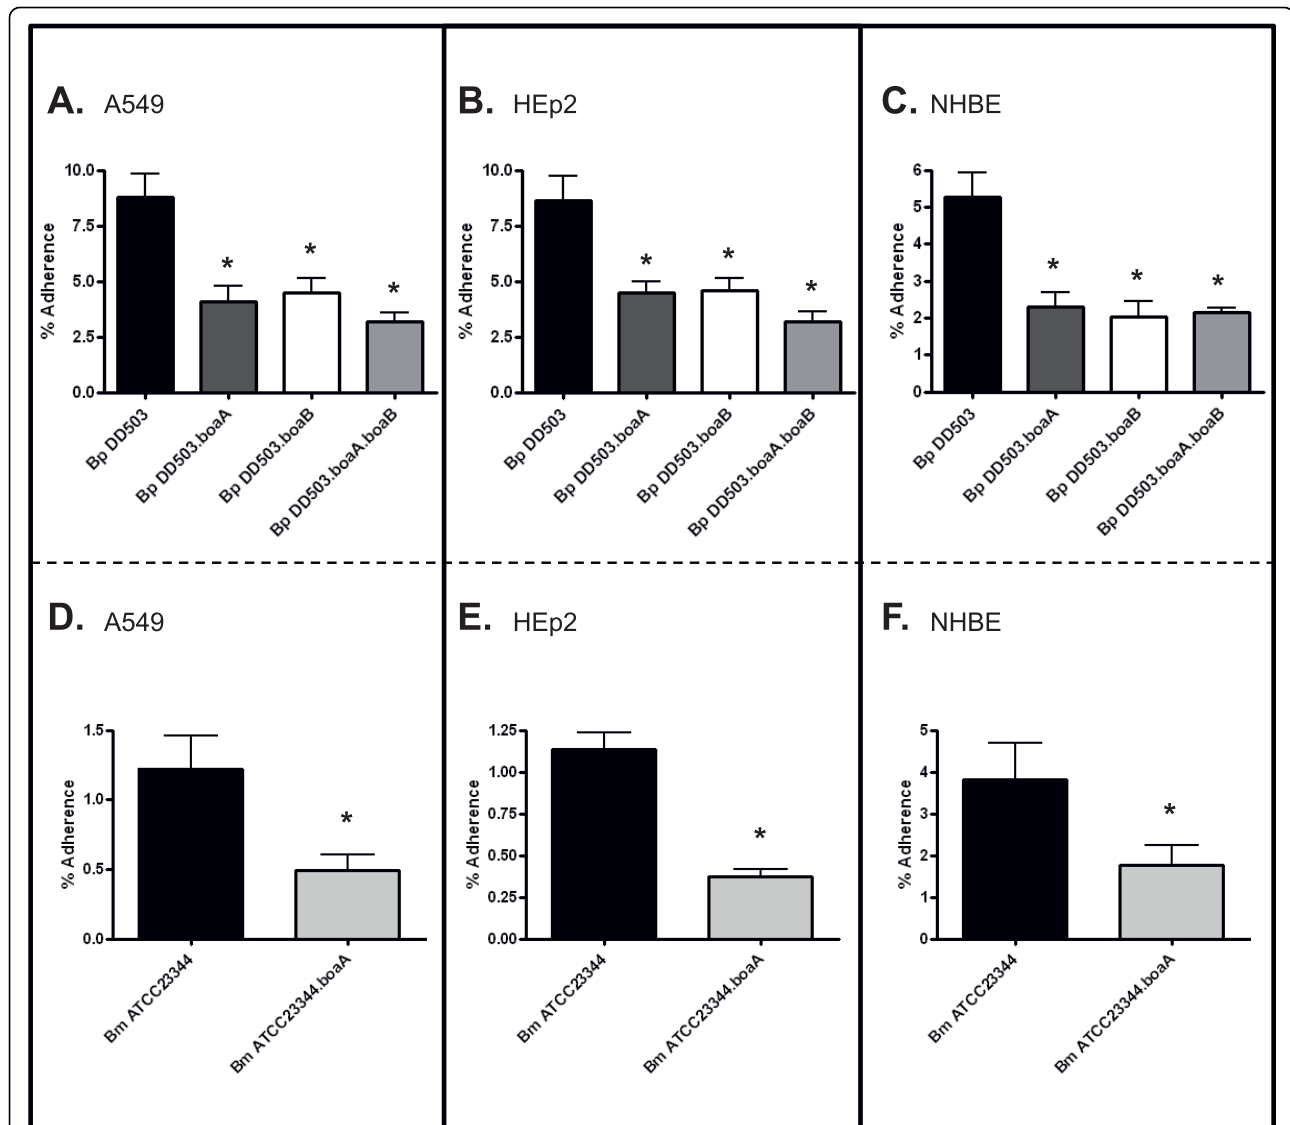 A. A549
10.0
7.5
5.0
2.5
0.0
% Adherence
*
*
*
Bp DD503
Bp DD503.boaA
Bp DD503.boaB
Bp DD503.boaA.boaB
B. HEp2
10.0
7.5
5.0
2.5
0.0
% Adherence
*
*
*
Bp DD503
Bp DD503.boaA
Bp DD503.boaB
Bp DD503.boaA.boaB
C. NHBE
6
5
4
3
2
1
0
% Adherence
*
*
*
Bp DD503
Bp DD503.boaA
Bp DD503.boaB
Bp DD503.boaA.boaB
D. A549
1.5
1.0
0.5
0.0
% Adherence
*
Bm ATCC23344
Bm ATCC23344.boaA
E. HEp2
1.25
1.00
0.75
0.50
0.25
0.00
% Adherence
*
Bm ATCC23344
Bm ATCC23344.boaA
F. NHBE
5
4
3
2
1
0
% Adherence
*
Bm ATCC23344
Bm ATCC23344.boaA